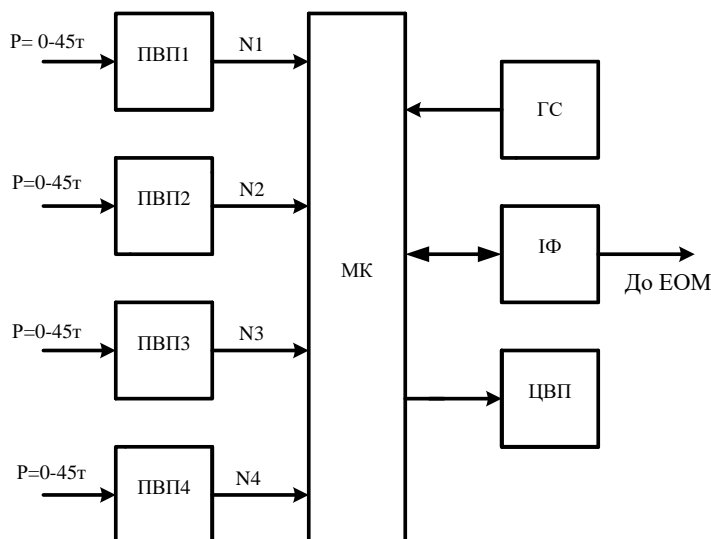 P= 0-45т
ПВП1
N1
ГС
P=0-45т
ПВП2
N2
МК
ІФ
До ЕОМ
P=0-45т
ПВП3
N3
ЦВП
P=0-45т
ПВП4
N4